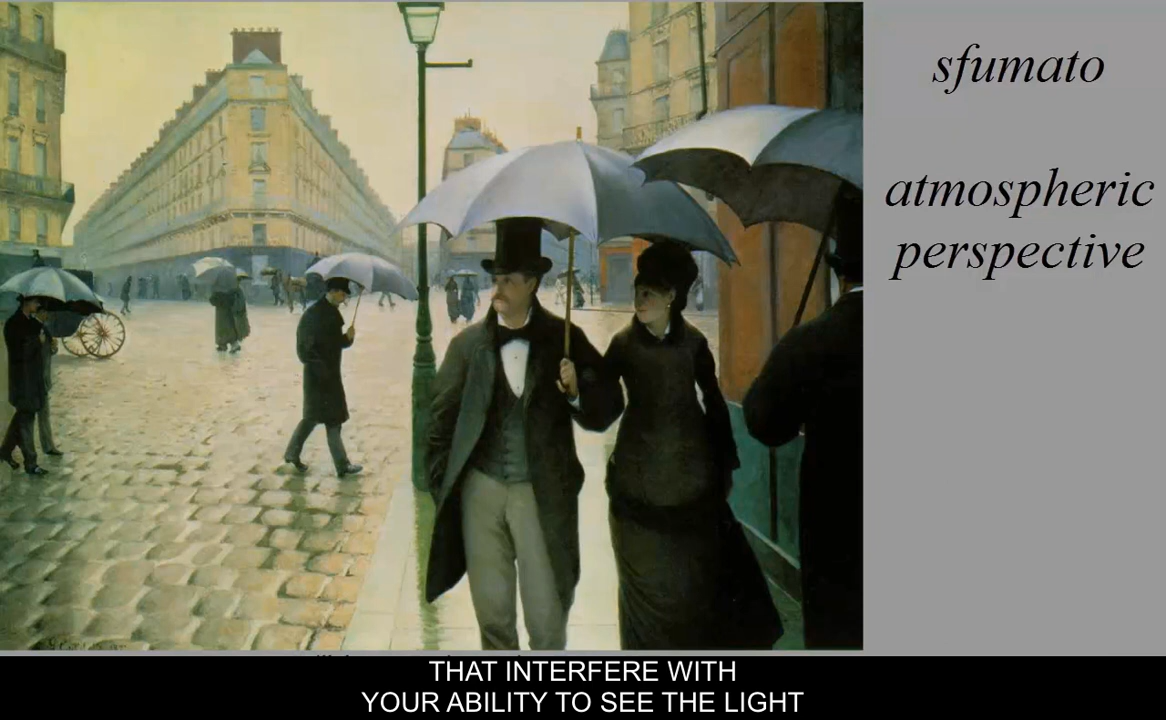 sfumato
atmospheric
perspective
THAT INTERFERE WITH
YOUR ABILITY TO SEE THE LIGHT